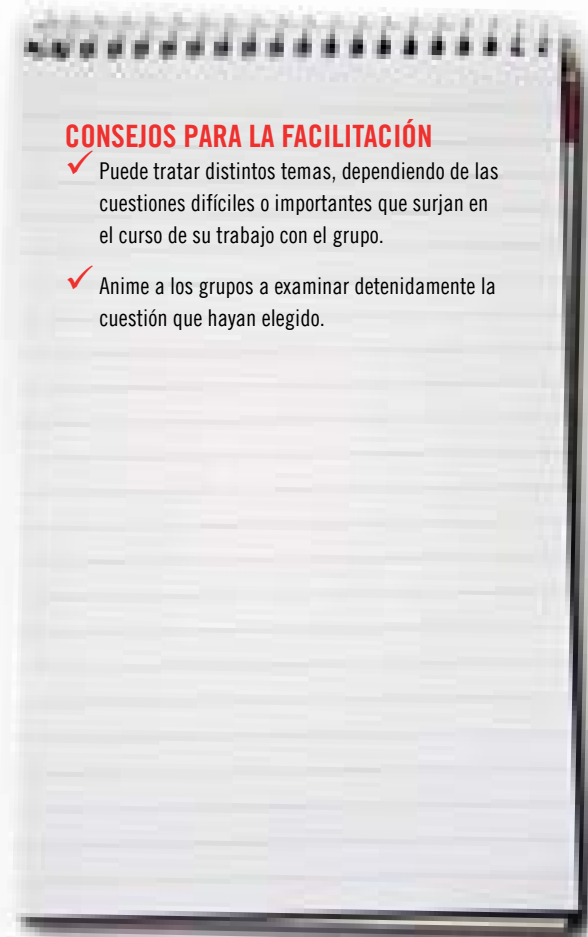 CONSEJOS PARA LA FACILITACIÓN
Puede tratar distintos temas, dependiendo de las
cuestiones difíciles o importantes que surjan en
el curso de su trabajo con el grupo.
Anime a los grupos a examinar detenidamente la
cuestión que hayan elegido.